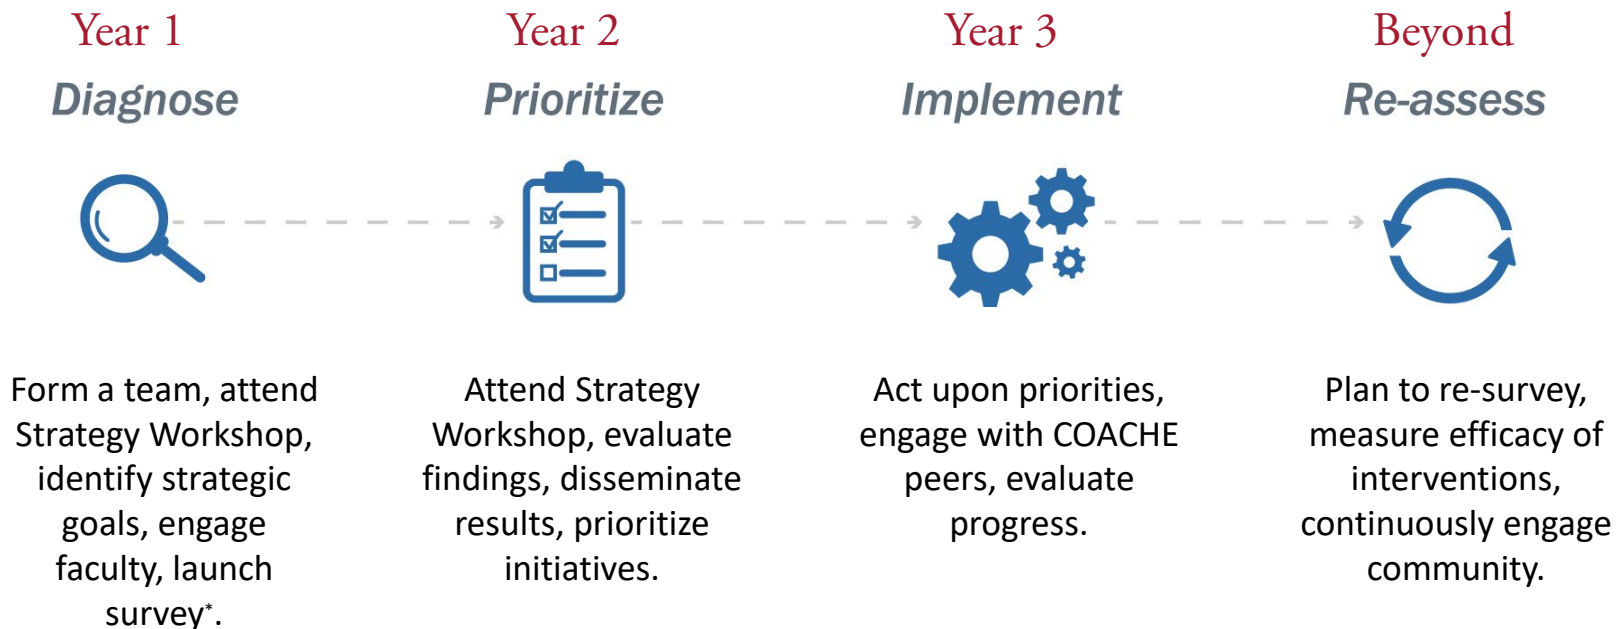 Year 1
Diagnose
Form a team, attend
Strategy Workshop,
identify strategic
goals, engage
faculty, launch
survey*.
Year 2
Prioritize
Attend Strategy
Workshop, evaluate
findings, disseminate
results, prioritize
initiatives.
Year 3
Implement
Act upon priorities,
engage with COACHE
peers, evaluate
progress.
Beyond
Re-assess
Plan to re-survey,
measure efficacy of
interventions,
continuously engage
community.